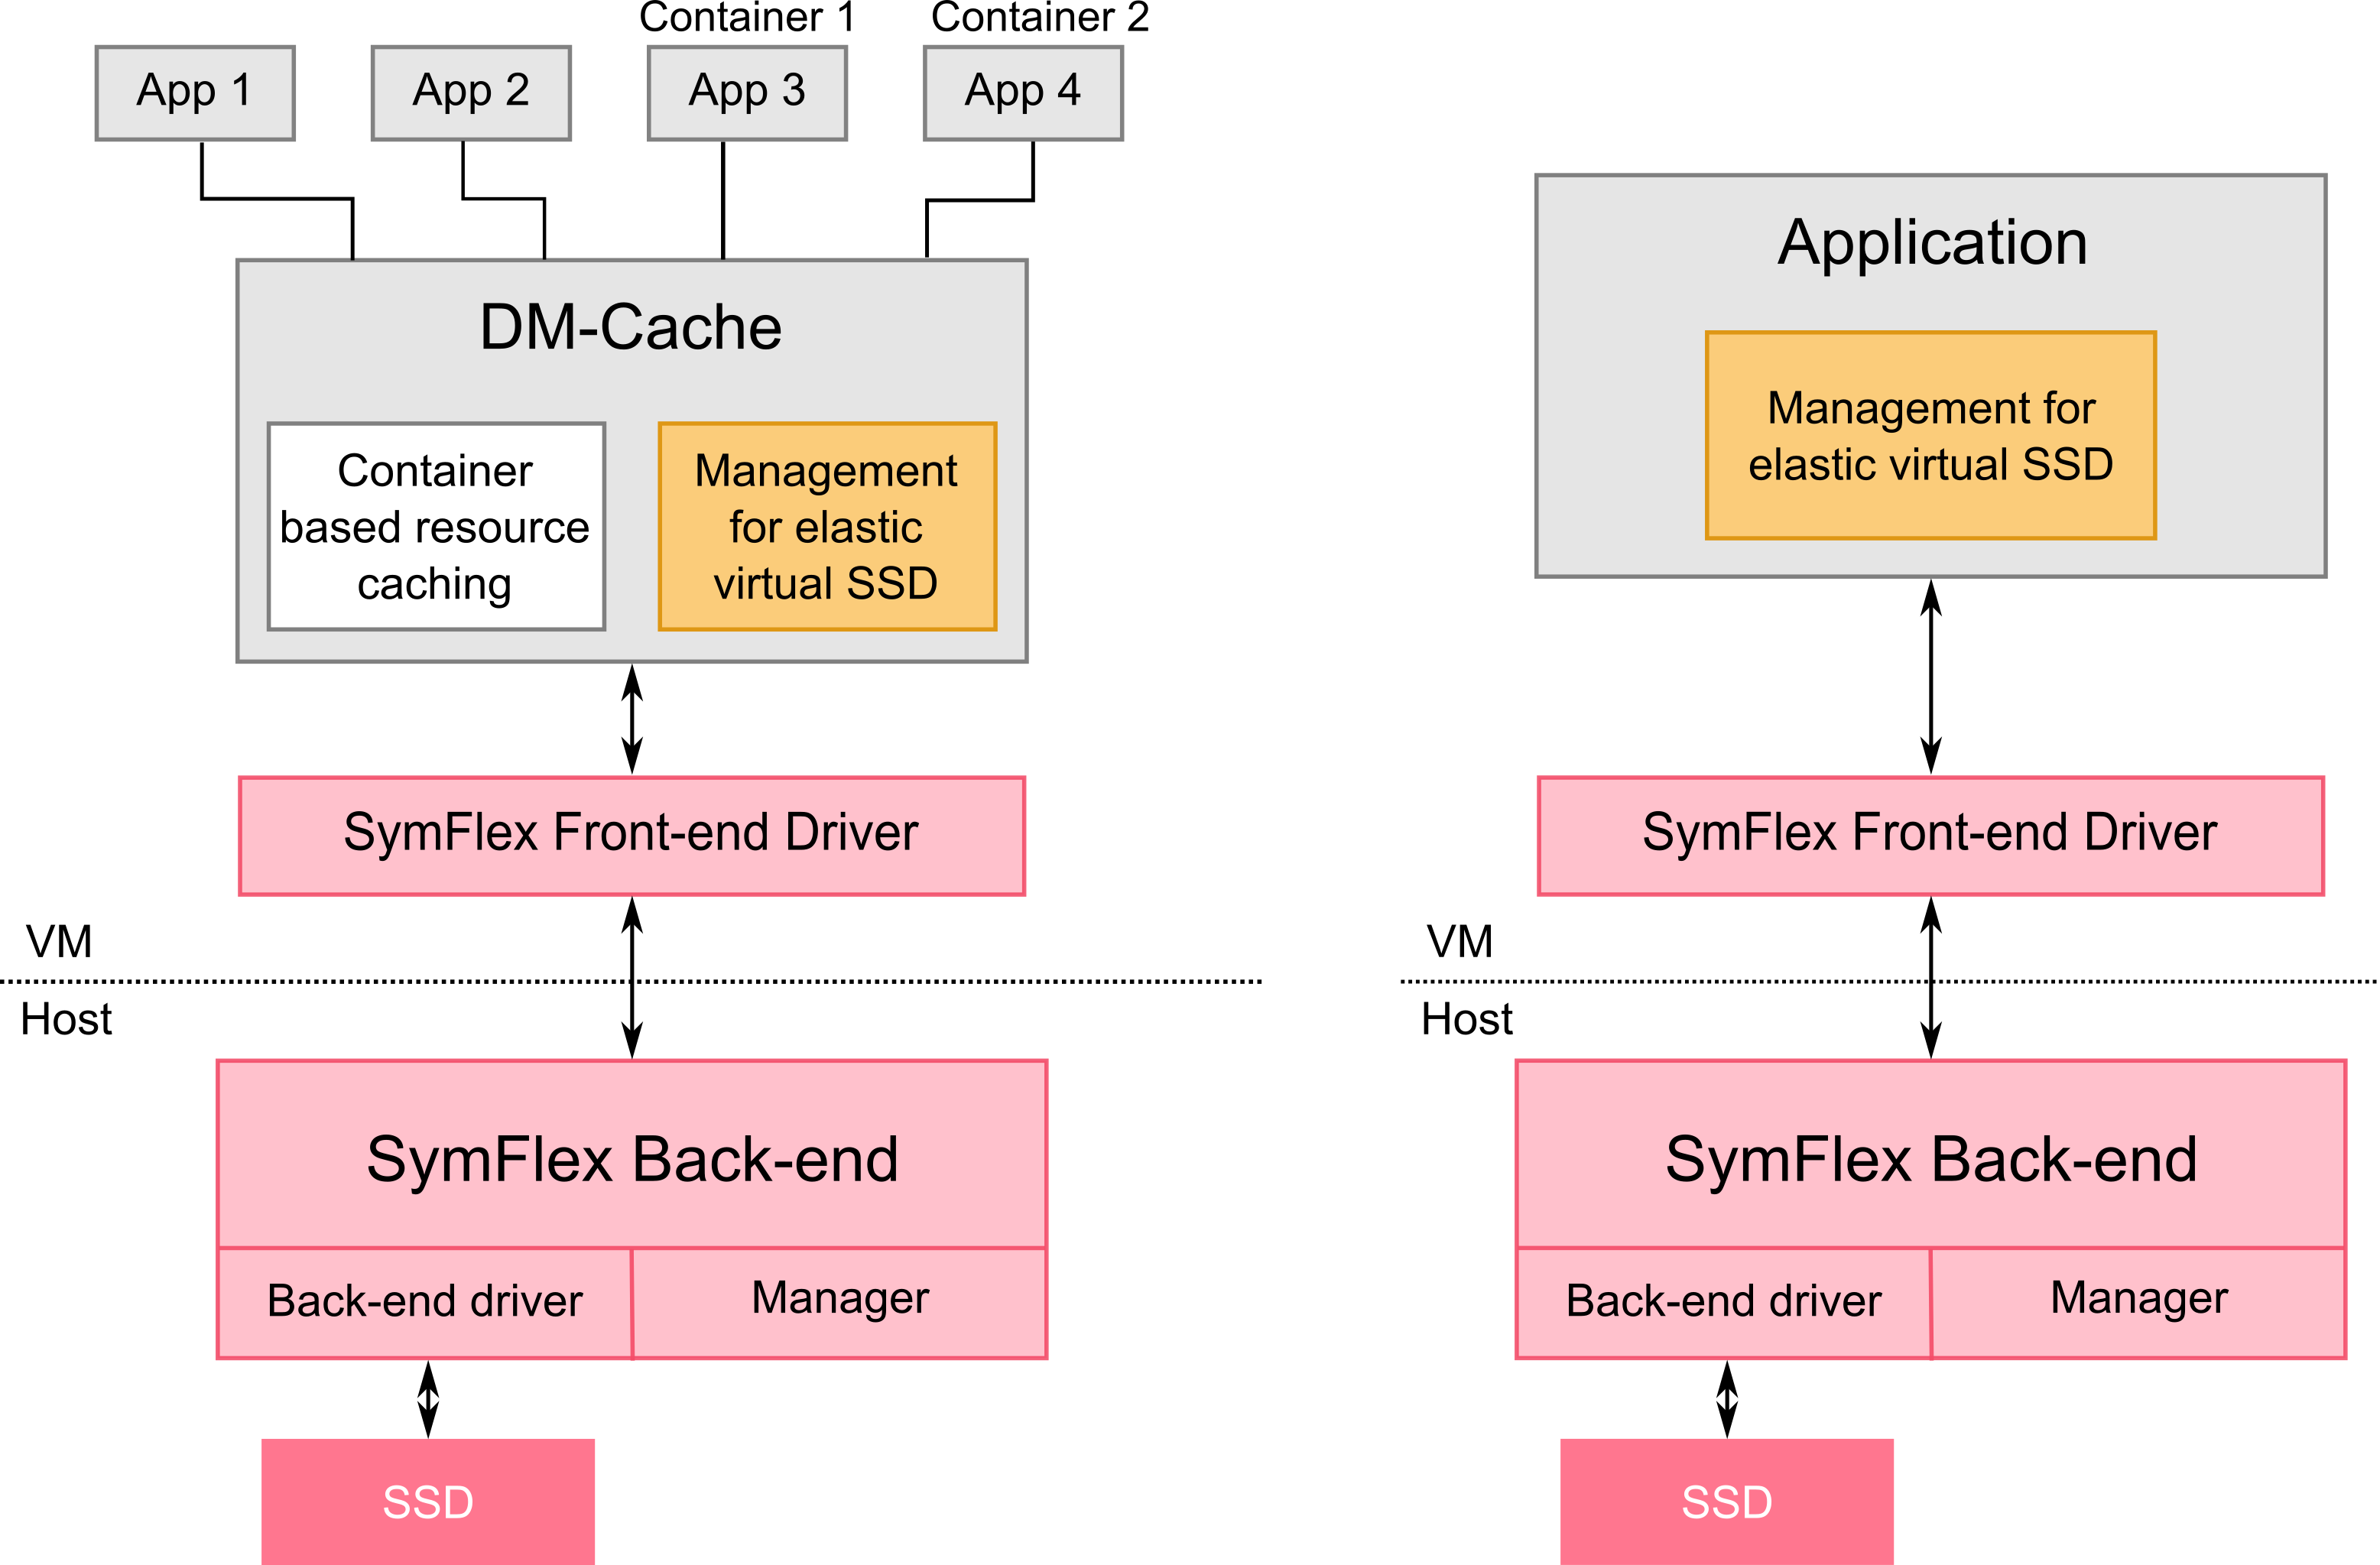 Container 1
Container 2
App 1
App 2
App 3
App 4
DM-Cache
Container
based resource
caching
Management
for elastic
virtual SSD
SymFlex Front-end Driver
VM
Host
SymFlex Back-end
Back-end driver
Manager
SSD
Application
Management for
elastic virtual SSD
SymFlex Front-end Driver
VM
Host
SymFlex Back-end
Back-end driver
Manager
SSD